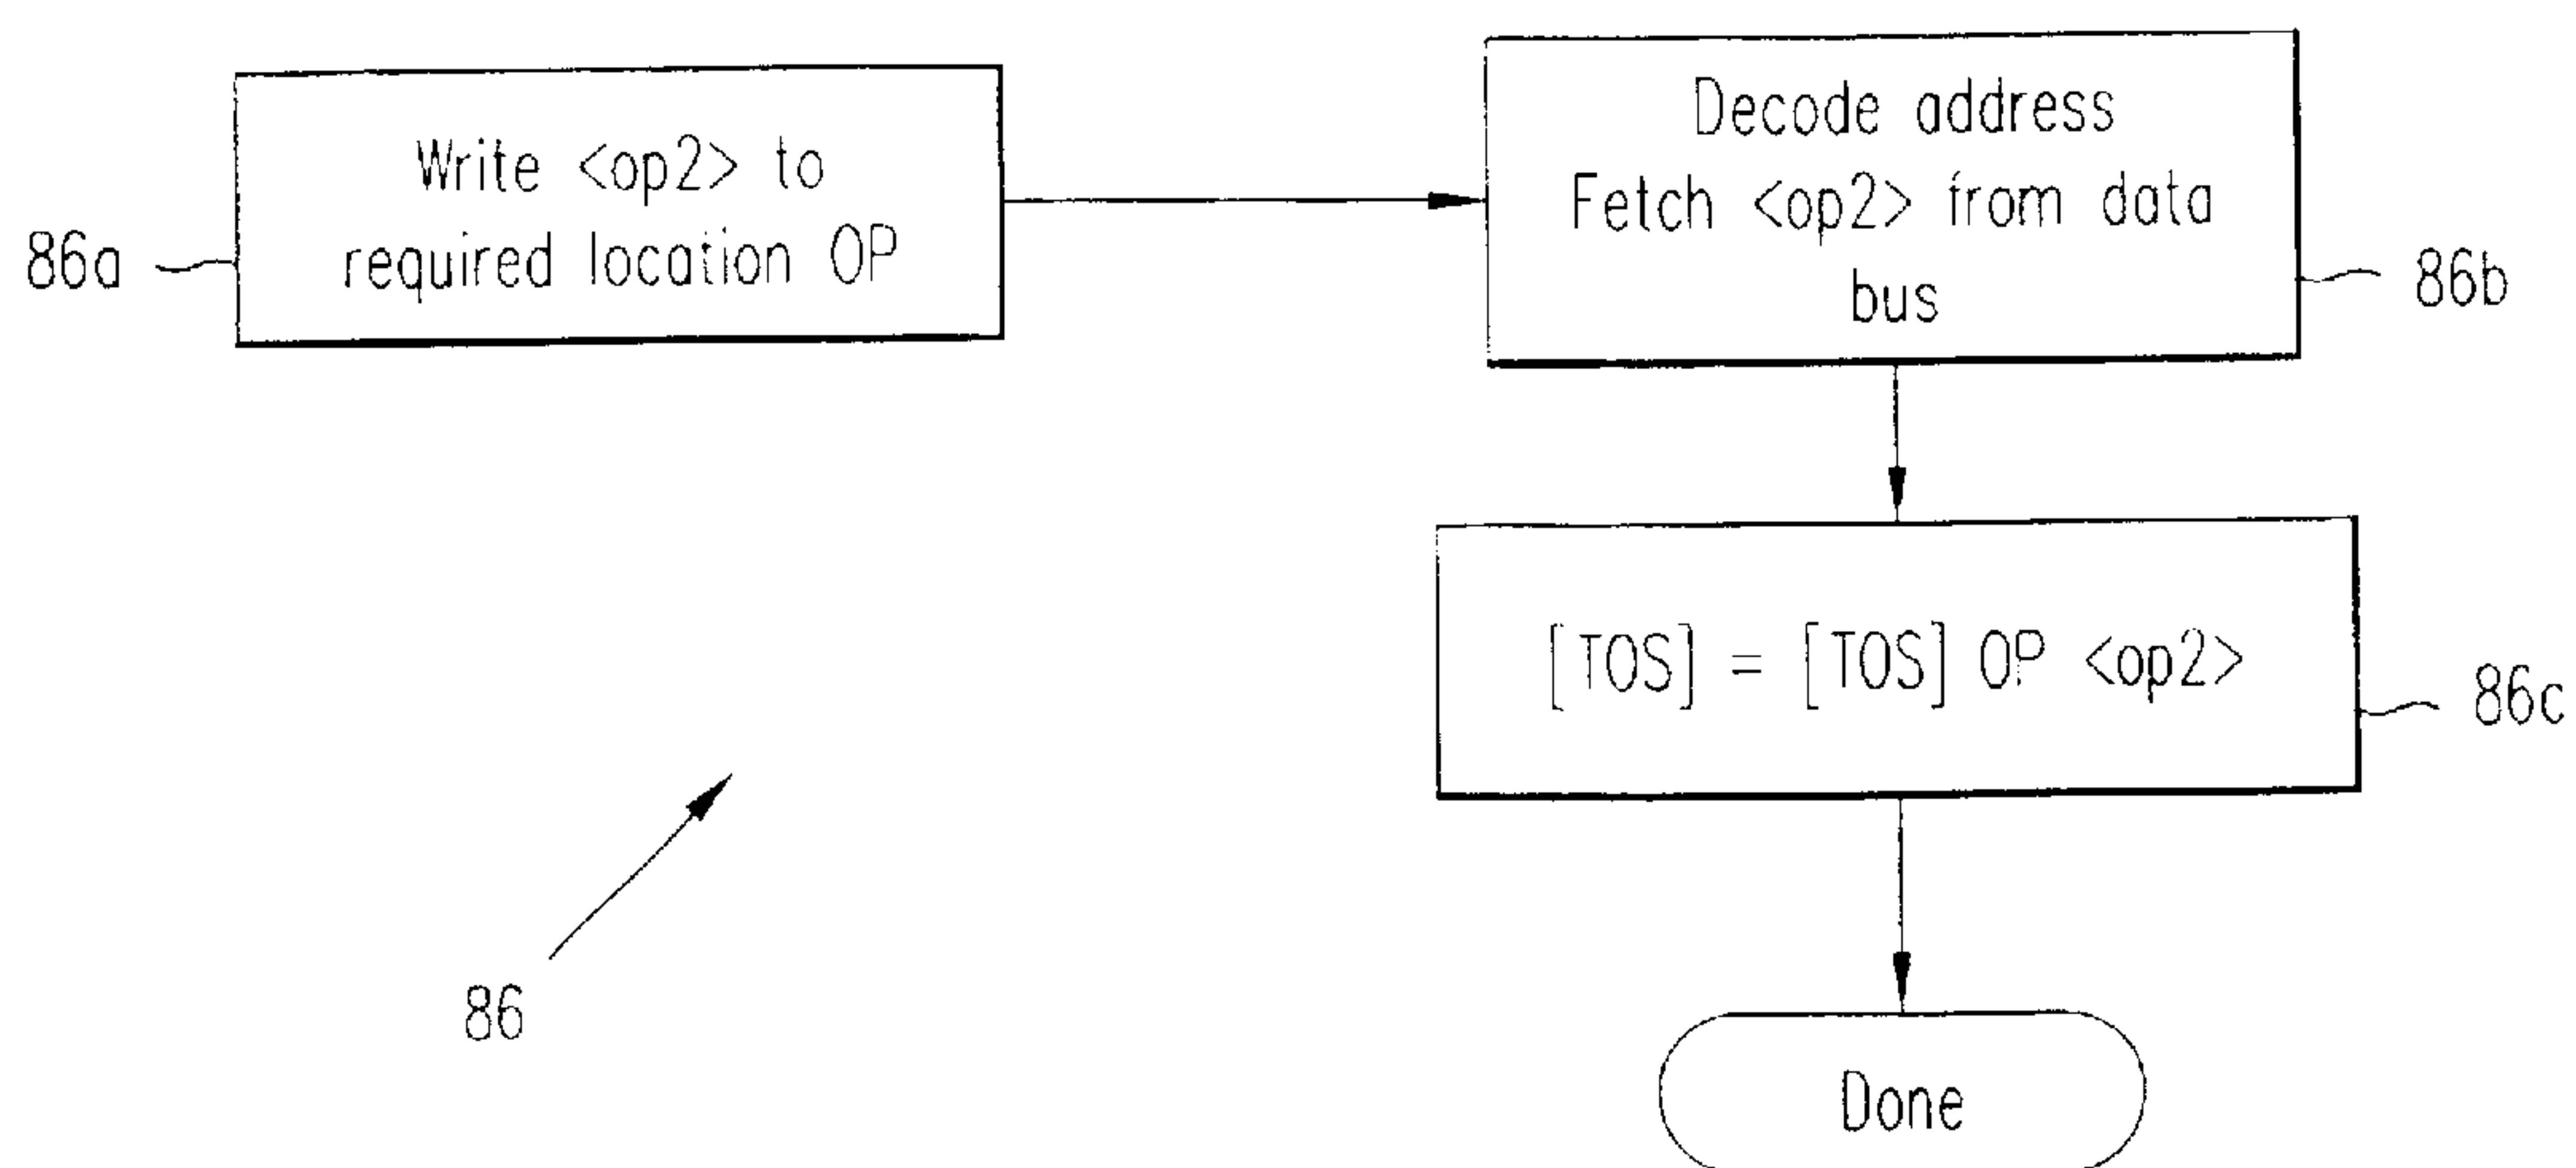 Write <op2> to
required location OP
86a
Decode address
Fetch <op2> from data
bus
86b
[TOS] = [TOS] OP <op2>
86c
86
Done